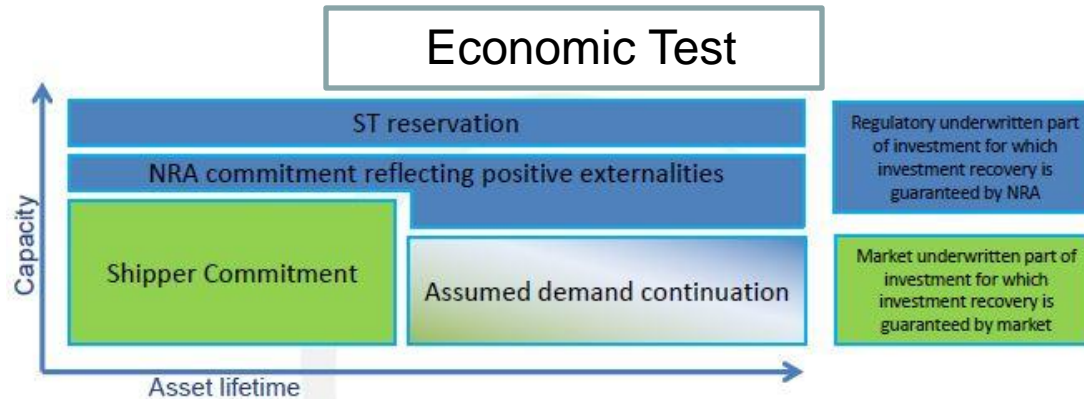 Economic Test
ST reservation
NRA commitment reflecting positive externalities
Shipper Commitment
Assumed demand continuation
Regulatory underwritten part
of investment for which
investment recovery is
guaranteed by NRA
Market underwritten part of
investment for which
investment recovery is
guaranteed by market
Capacity
Asset lifetime